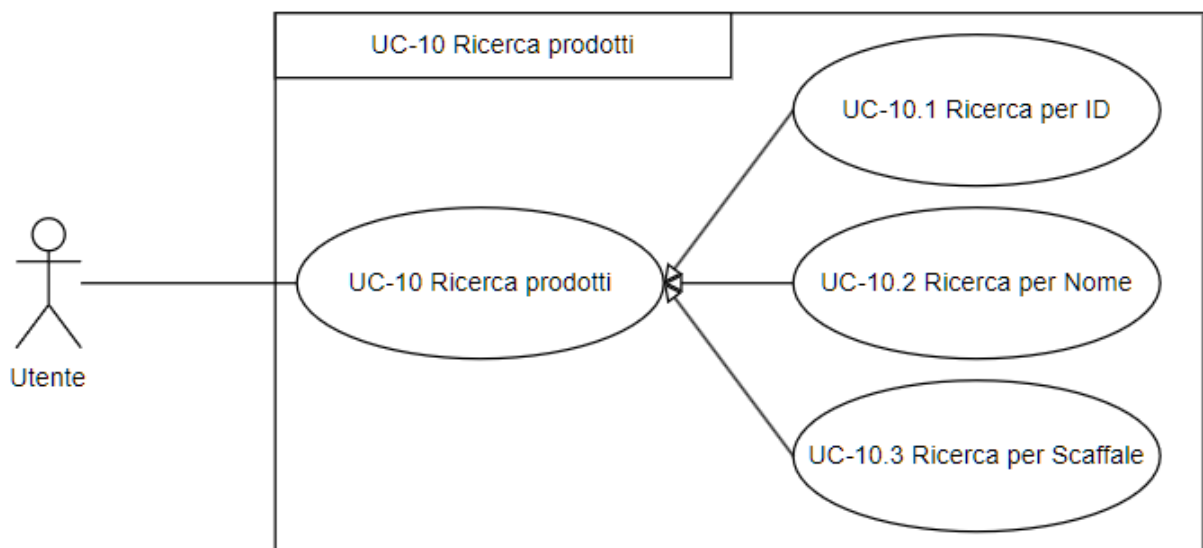 UC-10 Ricerca prodotti
UC-10.1 Ricerca per ID
UC-10 Ricerca prodotti
UC-10.2 Ricerca per Nome
Utente
UC-10.3 Ricerca per Scaffale